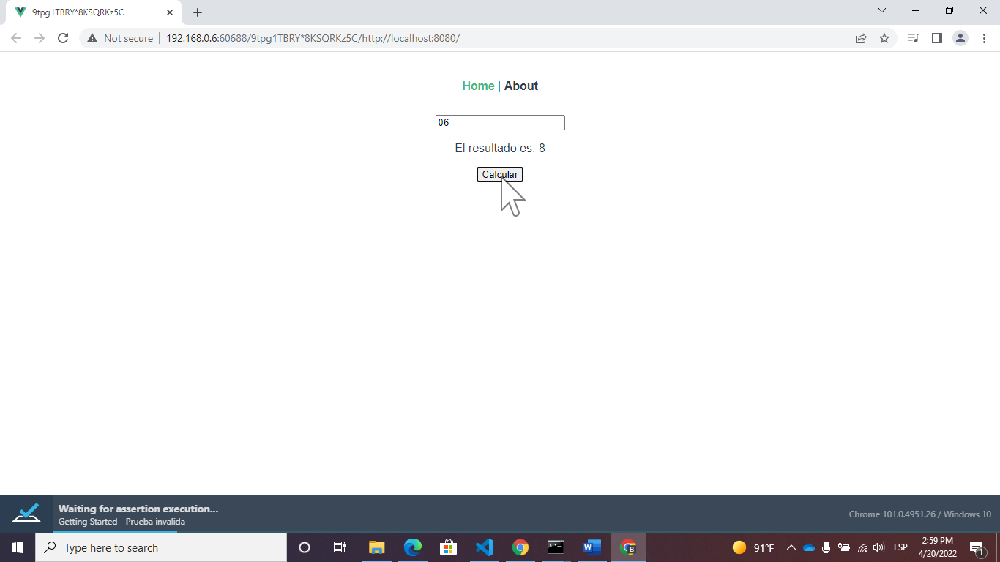 9tpg1TBRY*8KSQRKz5C
Not secure 192.168.0.6:60688/9tpg1TBRY*8KSQRKz5C/http://localhost:8080/
Home | About
06
El resultado es: 8
Calcular
Waiting for assertion execution...
Getting Started - Prueba invalida
Chrome 101.0.4951.26 / Windows 10
Type here to search
91°F
ESP
2:59 PM
4/20/2022
1